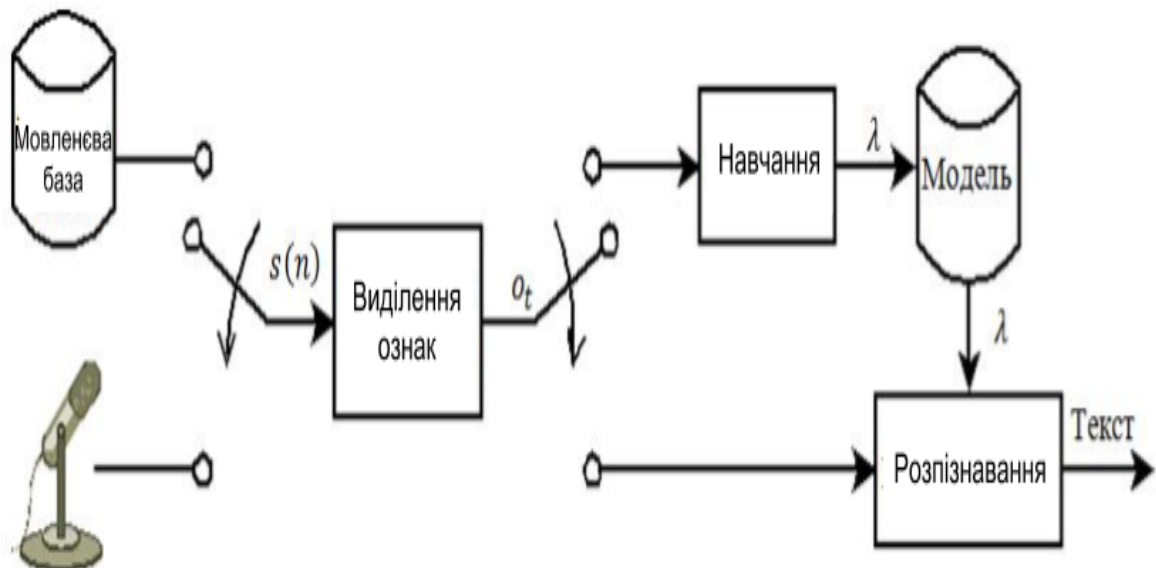 Мовленєва
база
s(n)
Виділення
ознак
o_t
Навчання
λ
Модель
λ
Розпізнавання
Текст